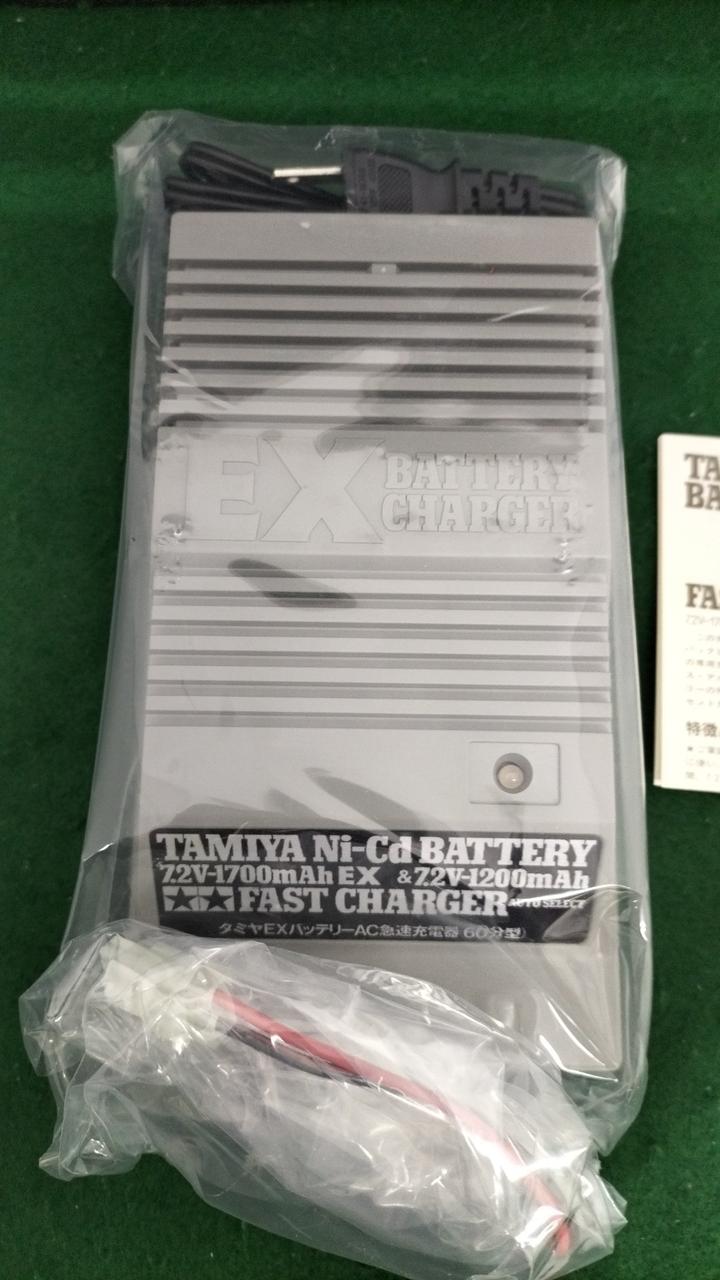 EX BATTERY
CHARGER
TAMIYA Ni-Cd BATTERY
7.2V-1700mAh EX & 7.2V-1200mAh
FAST CHARGER AUTO SELECT
タミヤEXバッテリーAC急速充電器 60分型)
TA
BA
FA
特徴